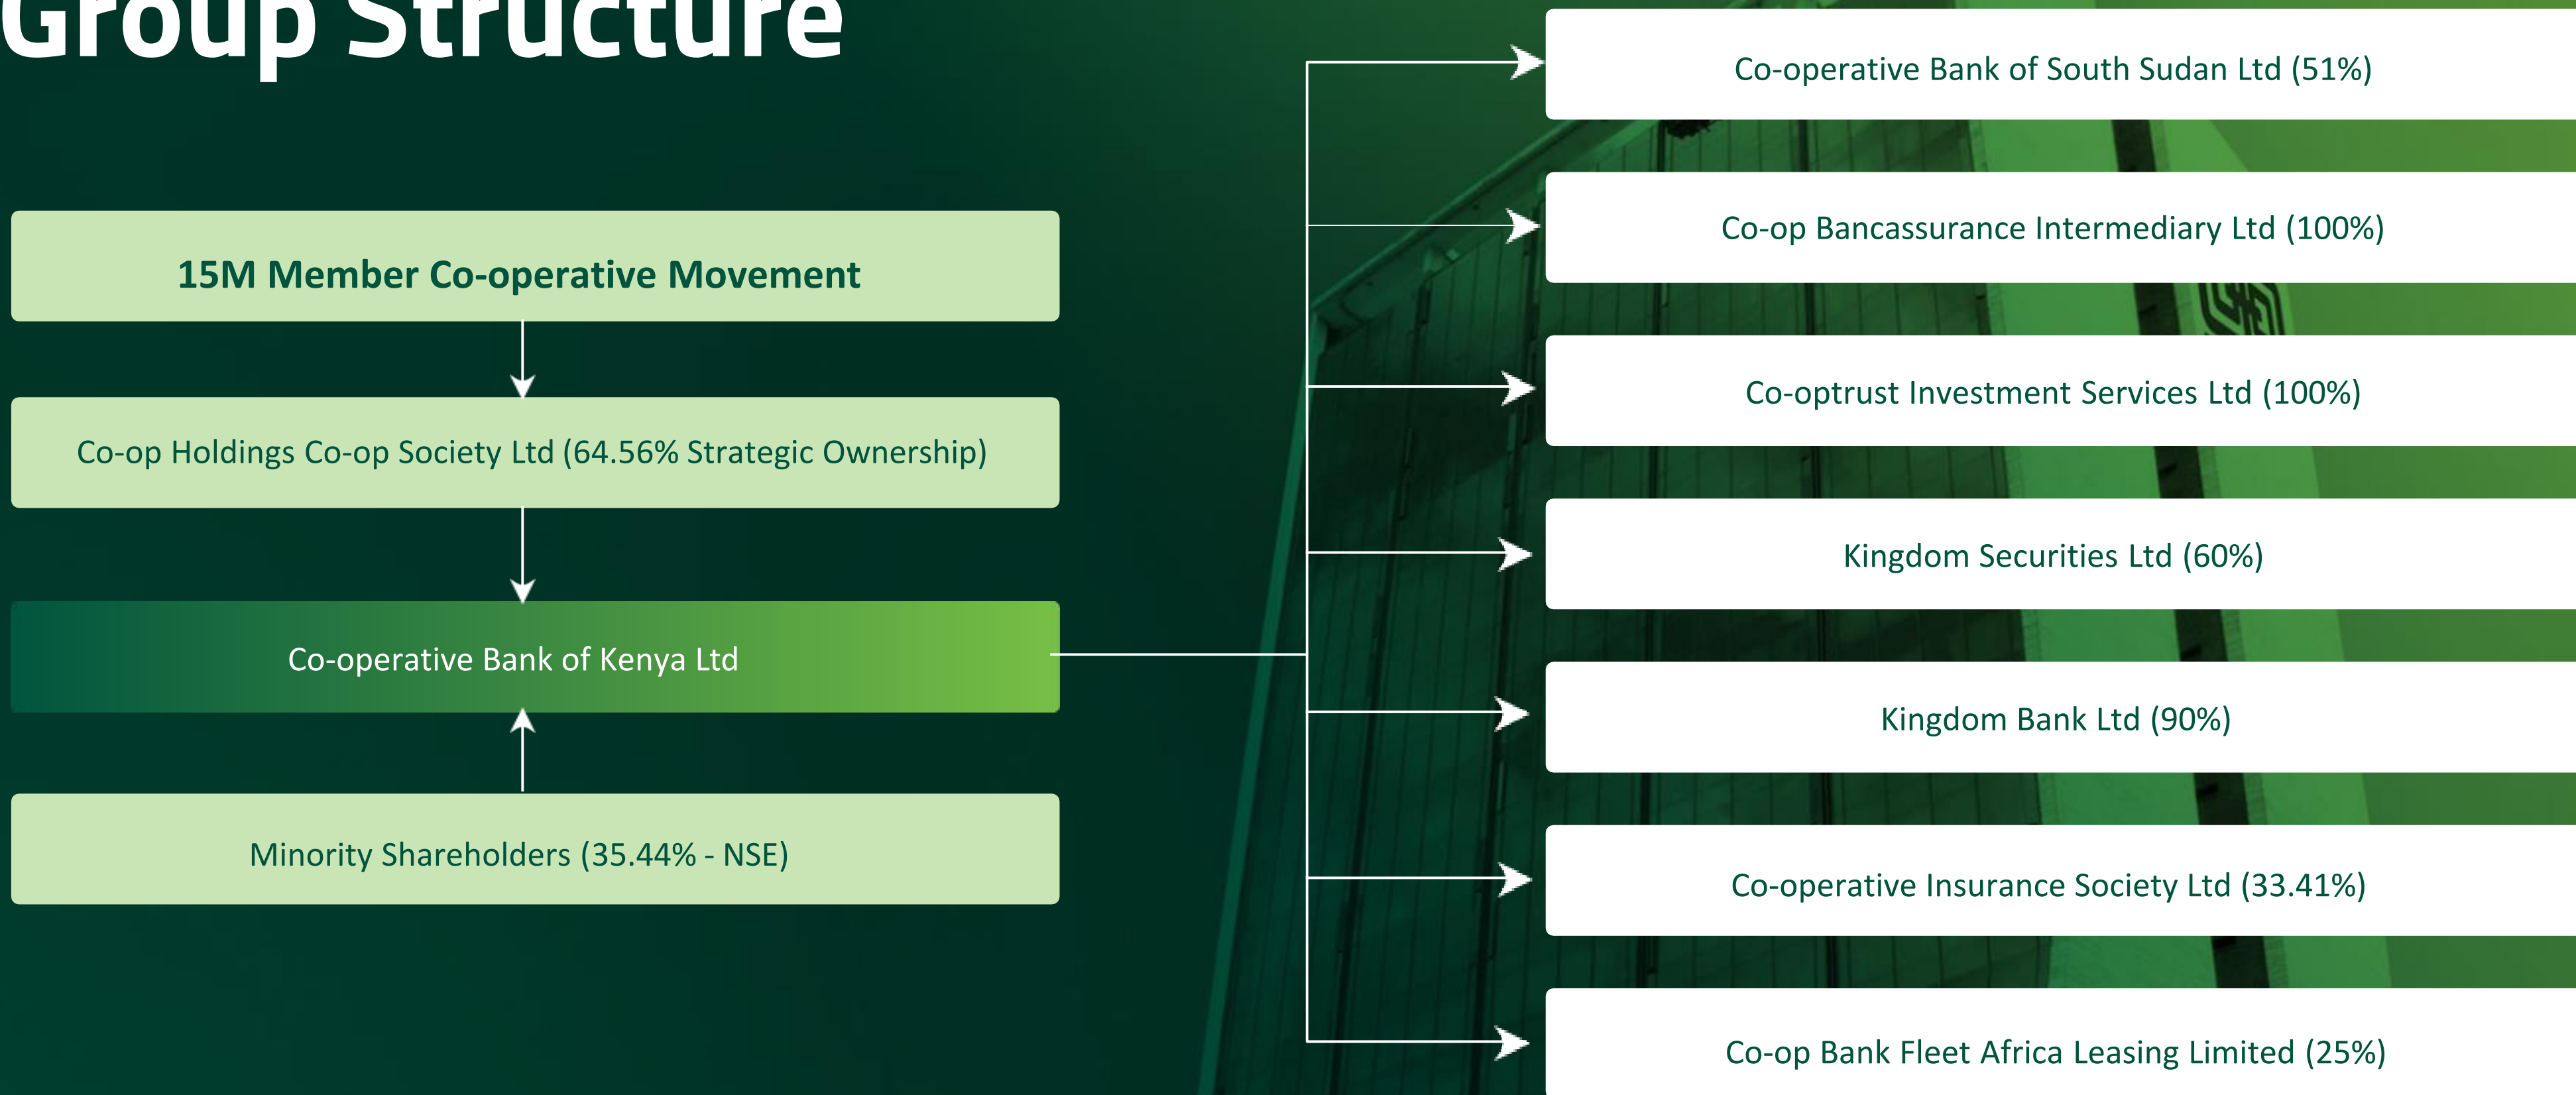 Group Structure
15M Member Co-operative Movement
Co-op Holdings Co-op Society Ltd (64.56% Strategic Ownership)
Co-operative Bank of Kenya Ltd
Minority Shareholders (35.44% - NSE)
Co-operative Bank of South Sudan Ltd (51%)
Co-op Bancassurance Intermediary Ltd (100%)
Co-optrust Investment Services Ltd (100%)
Kingdom Securities Ltd (60%)
Kingdom Bank Ltd (90%)
Co-operative Insurance Society Ltd (33.41%)
Co-op Bank Fleet Africa Leasing Limited (25%)